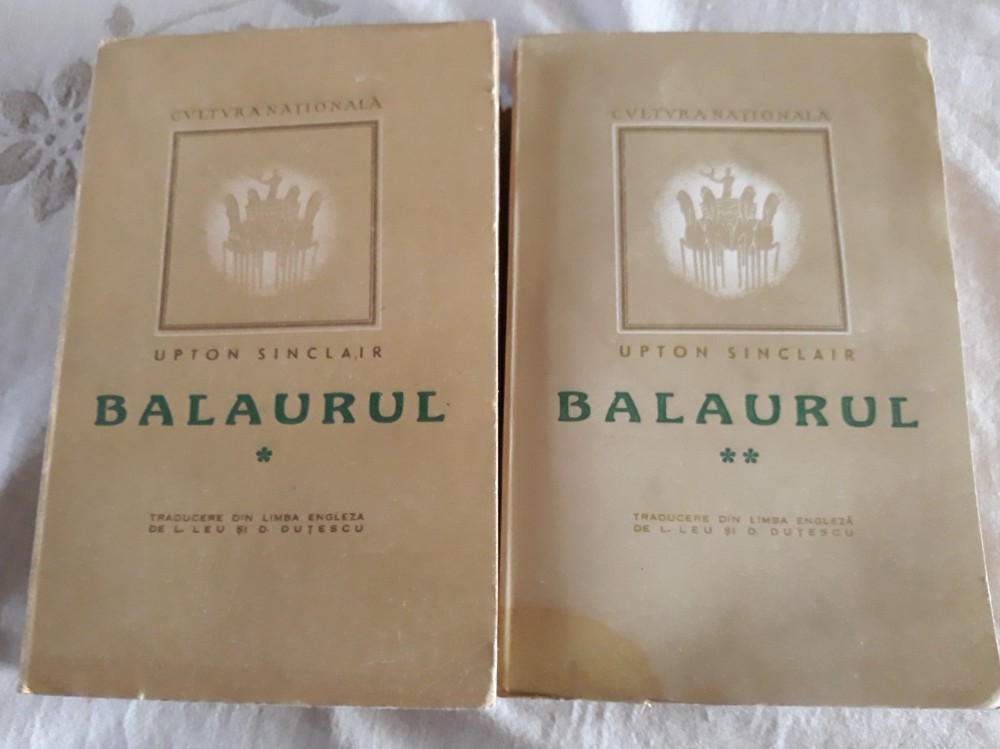 CVLTVRA NAȚIONALĂ
UPTON SINCLAIR
BALAURUL
*
TRADUCERE DIN LIMBA ENGLEZA
DE L. LEU ȘI D. DUȚESCU
CVLTVRA NAȚIONALĂ
UPTON SINCLAIR
BALAURUL
**
TRADUCERE DIN LIMBA ENGLEZĂ
DE L. LEU ȘI D. DUȚESCU